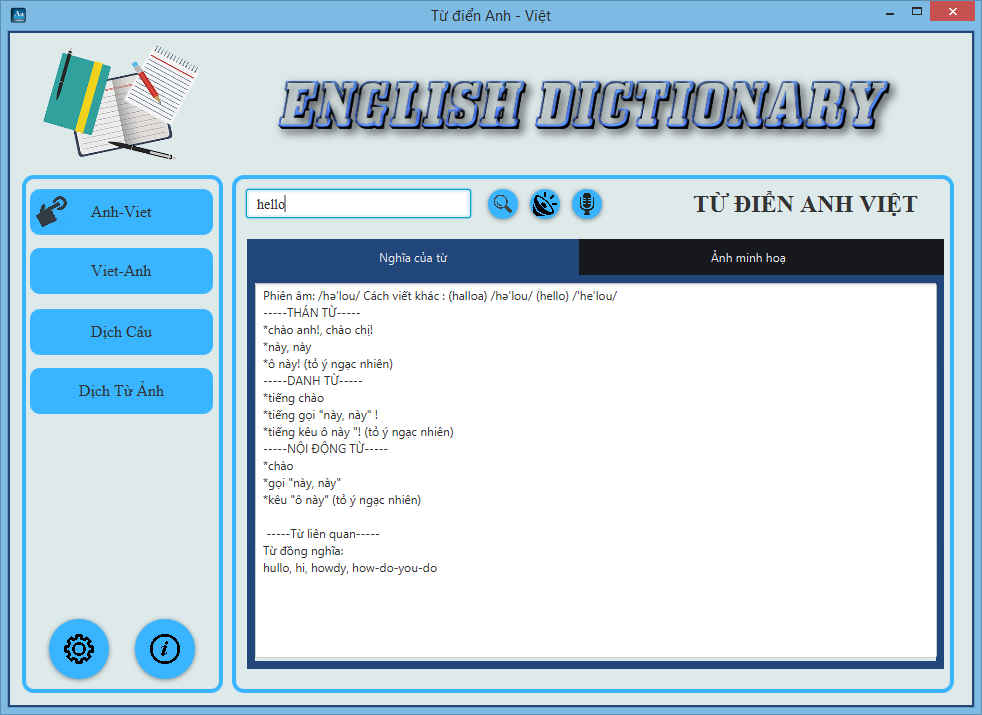 Từ điển Anh - Việt
ENGLISH DICTIONARY
Anh-Viet
Viet-Anh
Dịch Câu
Dịch Từ Ảnh
hello
TỪ ĐIỂN ANH VIỆT
Nghĩa của từ
Ảnh minh hoạ
Phiên âm: /hə'lou/ Cách viết khác : (halloa) /hə'lou/ (hello) /'he'lou/
-----THÁN TỪ-----
*chào anh!, chào chị!
*này, này
*ô này! (tỏ ý ngạc nhiên)
-----DANH TỪ-----
*tiếng chào
*tiếng gọi "này, này" !
*tiếng kêu ô này "! (tỏ ý ngạc nhiên)
-----NỘI ĐỘNG TỪ-----
*chào
*gọi "này, này"
*kêu "ô này" (tỏ ý ngạc nhiên)
-----Từ liên quan-----
Từ đồng nghĩa:
hullo, hi, howdy, how-do-you-do